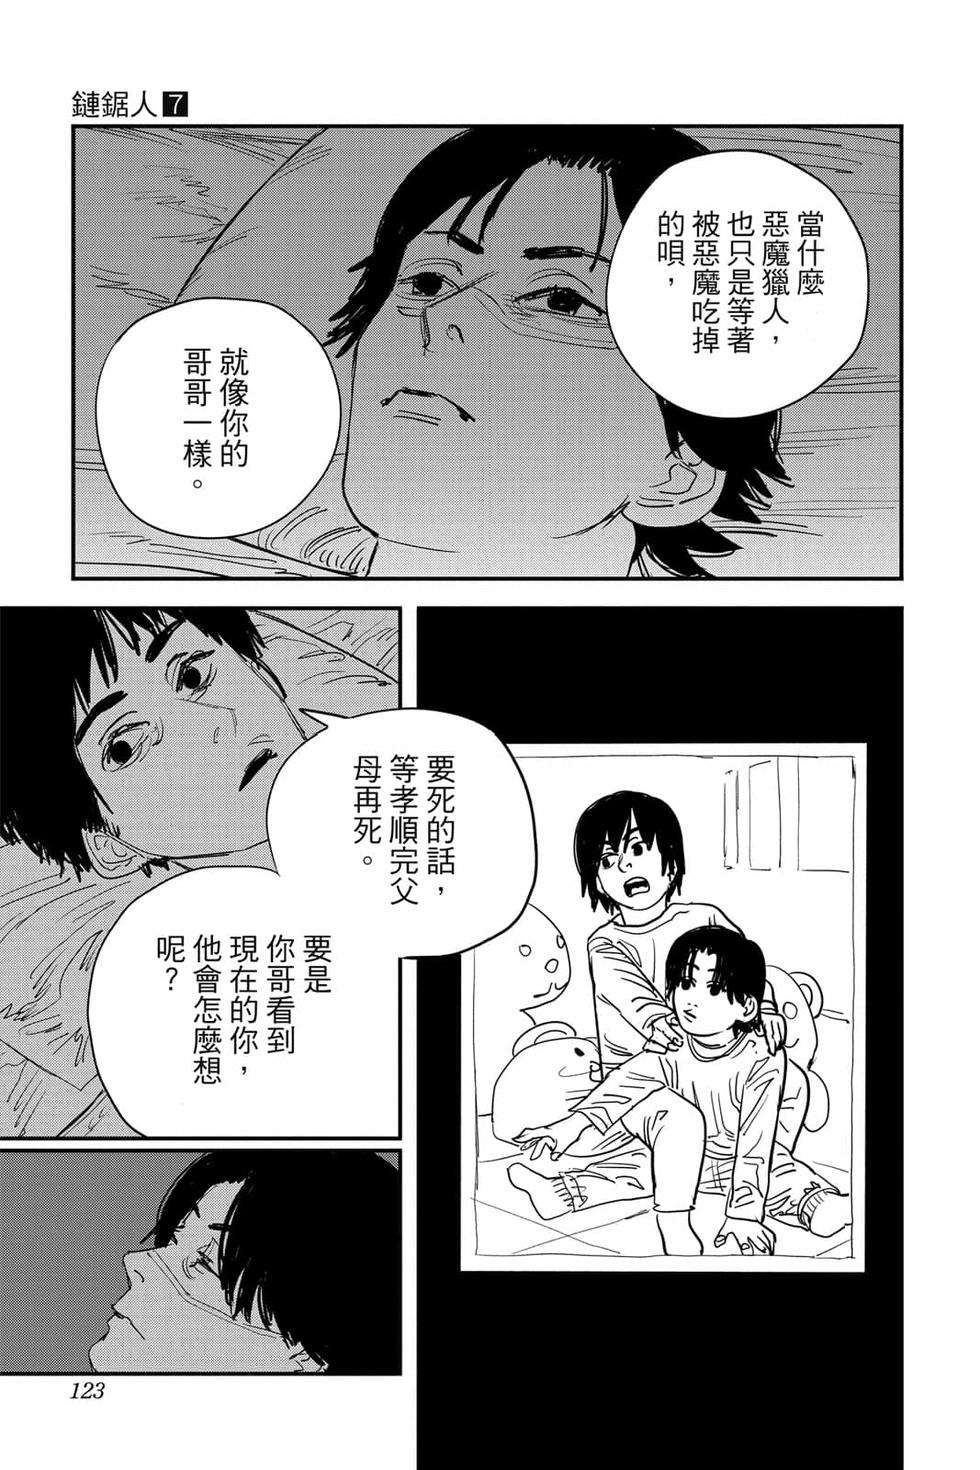 鏈鋸人7
當什麼
惡魔獵人，
也只是等著
被惡魔吃掉
的唄，
就像你的
哥哥一樣。
要死的話，
等孝順完父
母再死。
要是
你哥看到
現在的你，
他會怎麼想
呢？
123